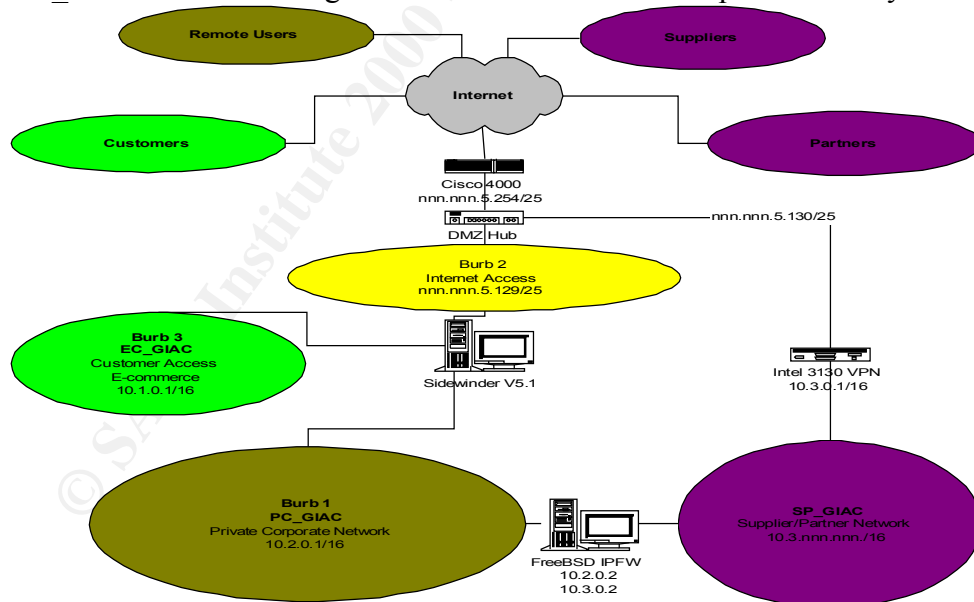 Remote Users
Suppliers
Internet
Customers
Partners
Cisco 4000
nnn.nnn.5.254/25
nnn.nnn.5.130/25
DMZ Hub
Burb 2
Internet Access
nnn.nnn.5.129/25
Burb 3
EC_GIAC
Customer Access
E-commerce
10.1.0.1/16
Sidewinder V5.1
Intel 3130 VPN
10.3.0.1/16
Burb 1
PC_GIAC
Private Corporate Network
10.2.0.1/16
SP_GIAC
Supplier/Partner Network
10.3.nnn.nnn./16
FreeBSD IPFW
10.2.0.2
10.3.0.2
Institute 2000